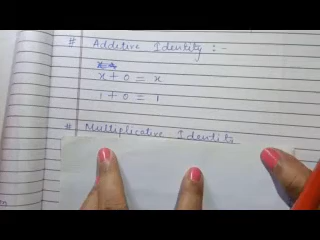 # Additive Identity :-
x + 0 = x
1 + 0 = 1
# Multiplicative Identity